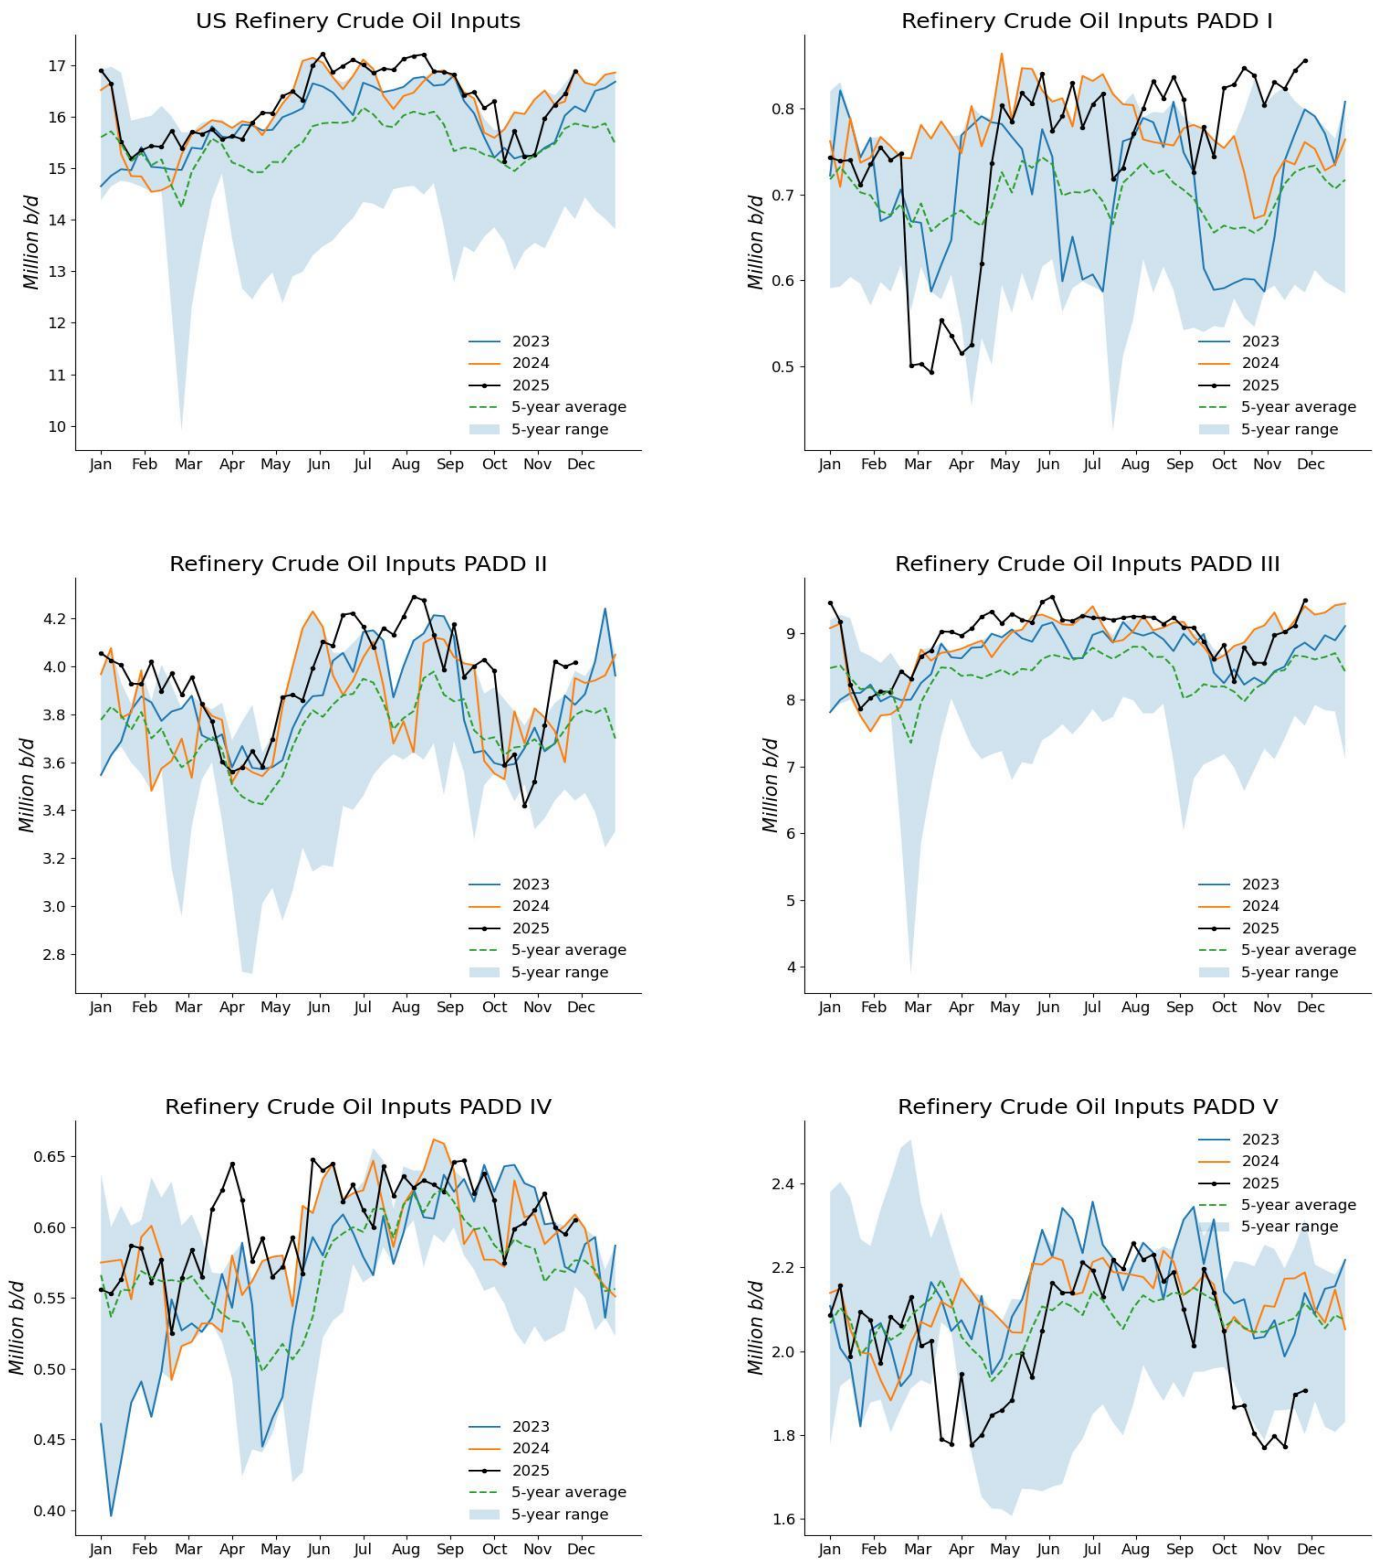 US Refinery Crude Oil Inputs
Million b/d
17
16
15
14
13
12
11
10
Jan Feb Mar Apr May Jun Jul Aug Sep Oct Nov Dec
2023
2024
2025
5-year average
5-year range
Refinery Crude Oil Inputs PADD I
Million b/d
0.8
0.7
0.6
0.5
Jan Feb Mar Apr May Jun Jul Aug Sep Oct Nov Dec
2023
2024
2025
5-year average
5-year range
Refinery Crude Oil Inputs PADD II
Million b/d
4.2
4.0
3.8
3.6
3.4
3.2
3.0
2.8
Jan Feb Mar Apr May Jun Jul Aug Sep Oct Nov Dec
2023
2024
2025
5-year average
5-year range
Refinery Crude Oil Inputs PADD III
Million b/d
9
8
7
6
5
4
Jan Feb Mar Apr May Jun Jul Aug Sep Oct Nov Dec
2023
2024
2025
5-year average
5-year range
Refinery Crude Oil Inputs PADD IV
Million b/d
0.65
0.60
0.55
0.50
0.45
0.40
Jan Feb Mar Apr May Jun Jul Aug Sep Oct Nov Dec
2023
2024
2025
5-year average
5-year range
Refinery Crude Oil Inputs PADD V
Million b/d
2.4
2.2
2.0
1.8
1.6
Jan Feb Mar Apr May Jun Jul Aug Sep Oct Nov Dec
2023
2024
2025
5-year average
5-year range